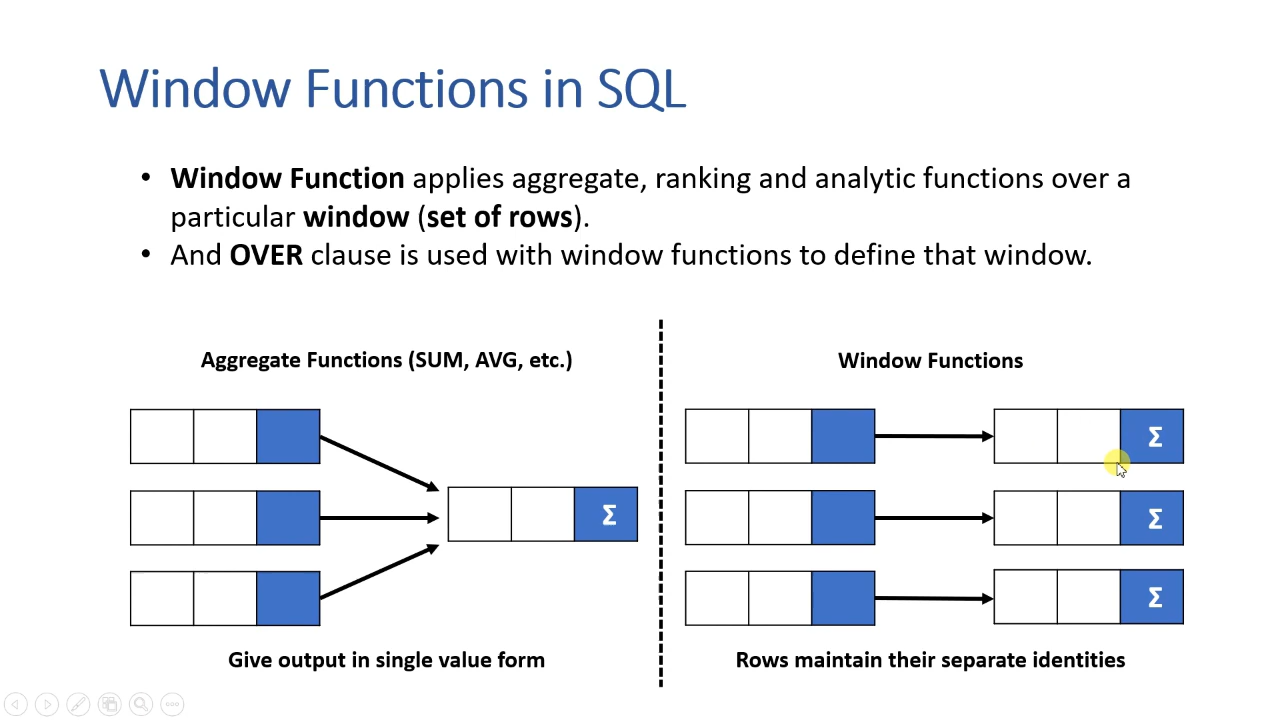 Window Functions in SQL
• Window Function applies aggregate, ranking and analytic functions over a
particular window (set of rows).
• And OVER clause is used with window functions to define that window.
Aggregate Functions (SUM, AVG, etc.)
Σ
Give output in single value form
Window Functions
Σ
Σ
Σ
Rows maintain their separate identities